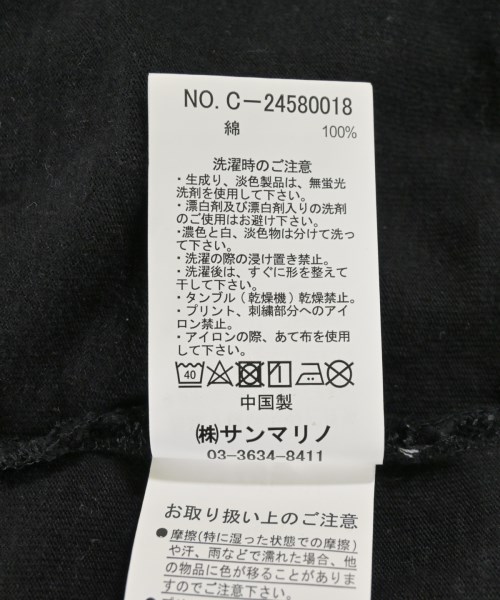 NO. C-24580018
綿 100%
洗濯時のご注意
・生成り、淡色製品は、無蛍光
洗剤を使用して下さい。
・漂白剤及び漂白剤入りの洗剤
のご使用はお避け下さい。
・濃色と白、淡色物は分けて洗っ
て下さい。
・洗濯の際の浸け置き禁止。
・洗濯後は、すぐに形を整えて
干して下さい。
・タンブル(乾燥機)乾燥禁止。
・プリント、刺繍部分へのアイ
ロン禁止。
・アイロンの際、あて布を使用
して下さい。
40
中国製
㈱サンマリノ
03-3634-8411
お取り扱い上のご注意
●摩擦(特に湿った状態での摩擦)
や汗、雨などで濡れた場合、他
の物品に色が移ることがありま
すのでご注意下さい。